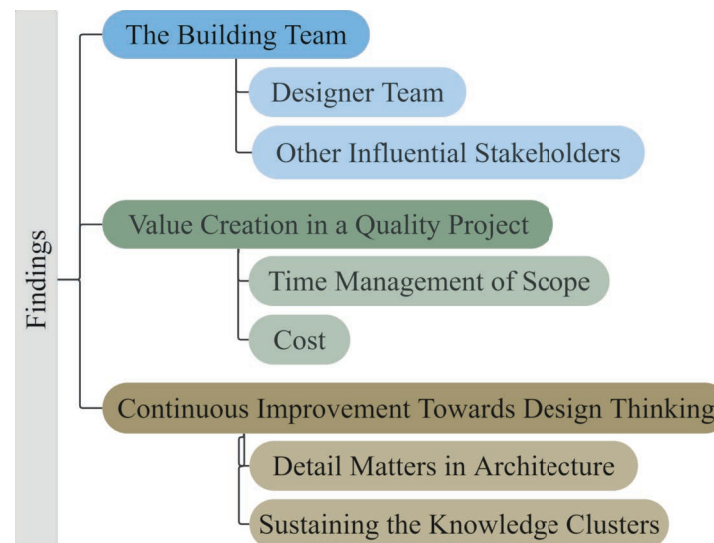 Findings
The Building Team
Designer Team
Other Influential Stakeholders
Value Creation in a Quality Project
Time Management of Scope
Cost
Continuous Improvement Towards Design Thinking
Detail Matters in Architecture
Sustaining the Knowledge Clusters